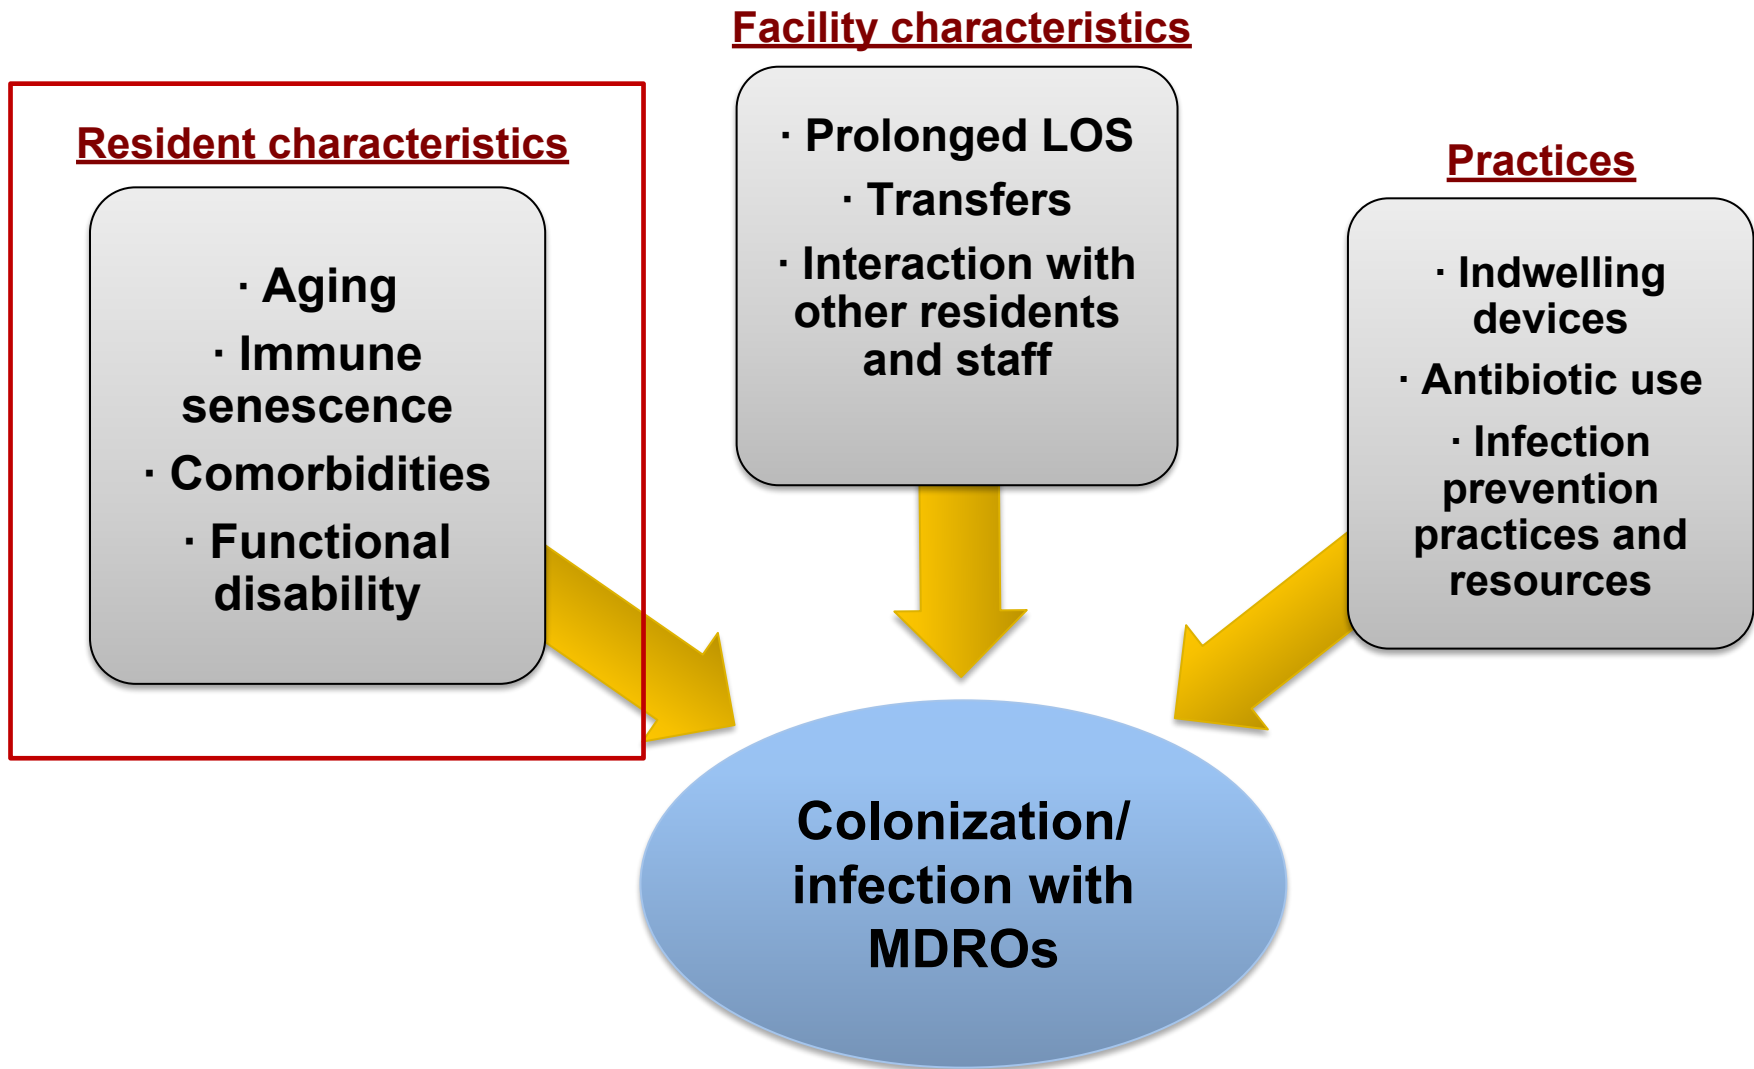 Facility characteristics
Resident characteristics
· Aging
· Immune
senescence
· Comorbidities
· Functional
disability
· Prolonged LOS
· Transfers
· Interaction with
other residents
and staff
Practices
· Indwelling
devices
· Antibiotic use
· Infection
prevention
practices and
resources
Colonization/
infection with
MDROs